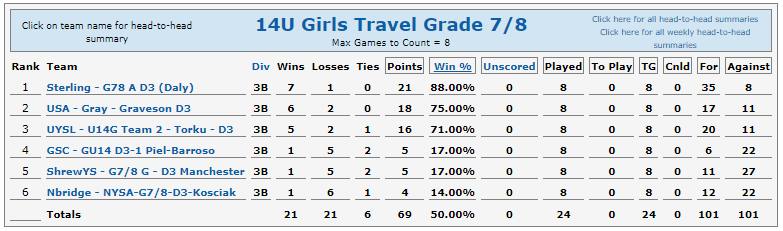 Click on team name for head-to-head summary
14U Girls Travel Grade 7/8
Max Games to Count = 8
Click here for all head-to-head summaries
Click here for all weekly head-to-head summaries
Rank Team Div Wins Losses Ties Points Win % Unscored Played To Play TG Cnld For Against
1 Sterling - G78 A D3 (Daly) 3B 7 1 0 21 88.00% 0 8 0 8 0 35 8
2 USA - Gray - Graveson D3 3B 6 2 0 18 75.00% 0 8 0 8 0 17 11
3 UYSL - U14G Team 2 - Torku - D3 3B 5 2 1 16 71.00% 0 8 0 8 0 20 11
4 GSC - GU14 D3-1 Piel-Barroso 3B 1 5 2 5 17.00% 0 8 0 8 0 6 22
5 ShrewYS - G7/8 G - D3 Manchester 3B 1 5 2 5 17.00% 0 8 0 8 0 11 27
6 Nbridge - NYSA-G7/8-D3-Kosciak 3B 1 6 1 4 14.00% 0 8 0 8 0 12 22
Totals 21 21 6 69 50.00% 0 24 0 24 0 101 101